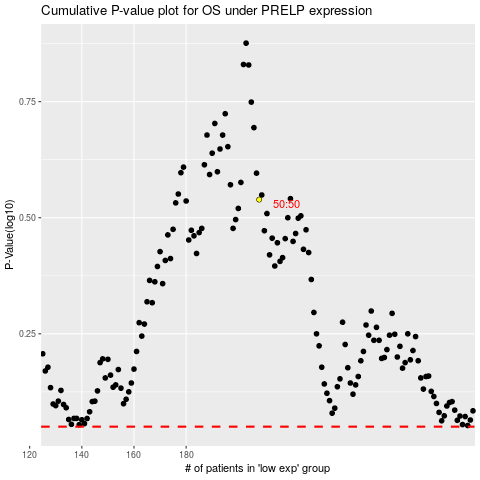 Cumulative P-value plot for OS under PRELP expression
P-Value(log10)
0.75
0.50
0.25
50:50
120 140 160 180
# of patients in 'low exp' group